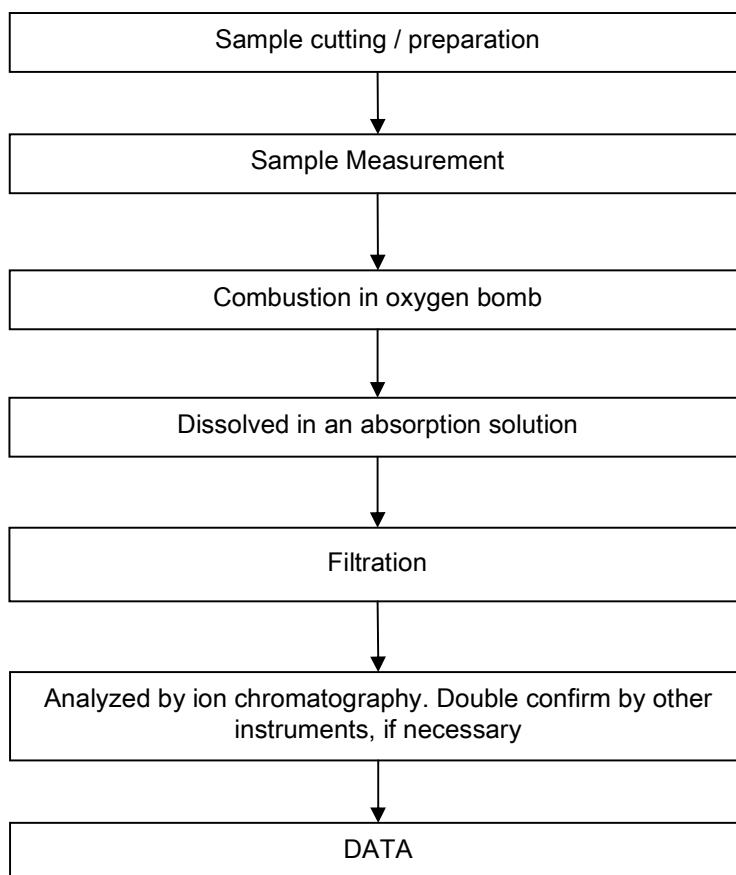 Sample cutting / preparation
Sample Measurement
Combustion in oxygen bomb
Dissolved in an absorption solution
Filtration
Analyzed by ion chromatography. Double confirm by other
instruments, if necessary
DATA